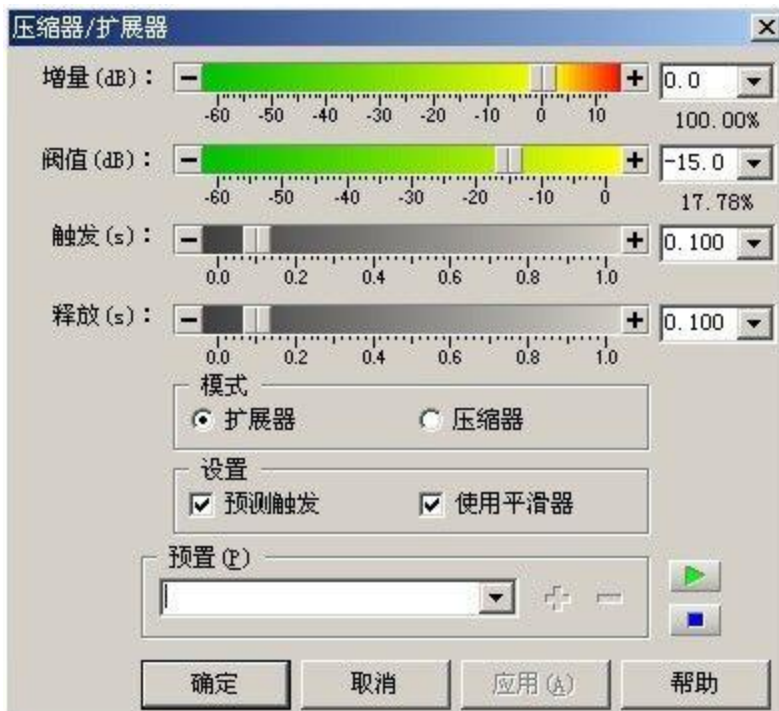 压缩器/扩展器
增量(dB)：
0.0
-60 -50 -40 -30 -20 -10 0 10
100.00%
阀值(dB)：
-15.0
-60 -50 -40 -30 -20 -10 0
17.78%
触发(s)：
0.100
0.0 0.2 0.4 0.6 0.8 1.0
释放(s)：
0.100
0.0 0.2 0.4 0.6 0.8 1.0
模式
扩展器 压缩器
设置
预测触发 使用平滑器
预置(P)
确定 取消 应用(A) 帮助